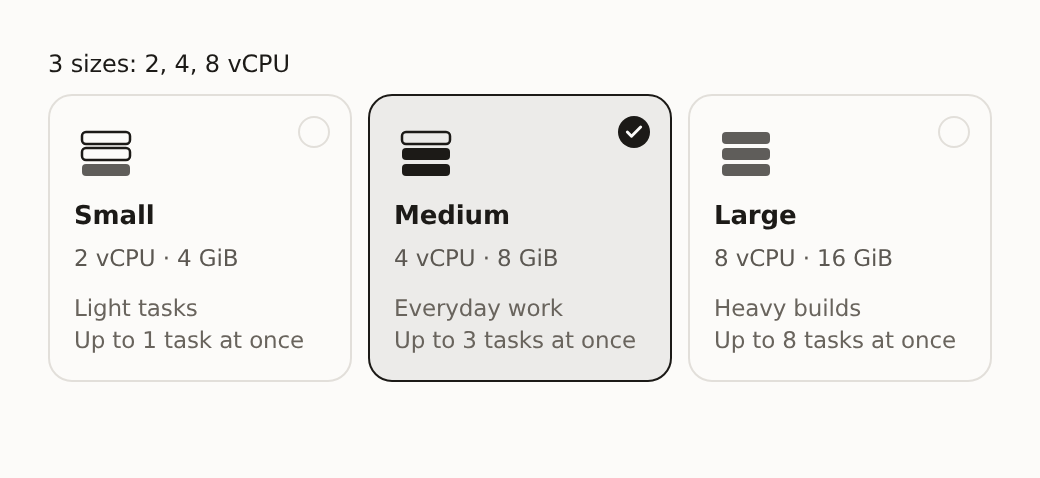 3 sizes: 2, 4, 8 vCPU
Small
2 vCPU · 4 GiB
Light tasks
Up to 1 task at once
Medium
4 vCPU · 8 GiB
Everyday work
Up to 3 tasks at once
Large
8 vCPU · 16 GiB
Heavy builds
Up to 8 tasks at once